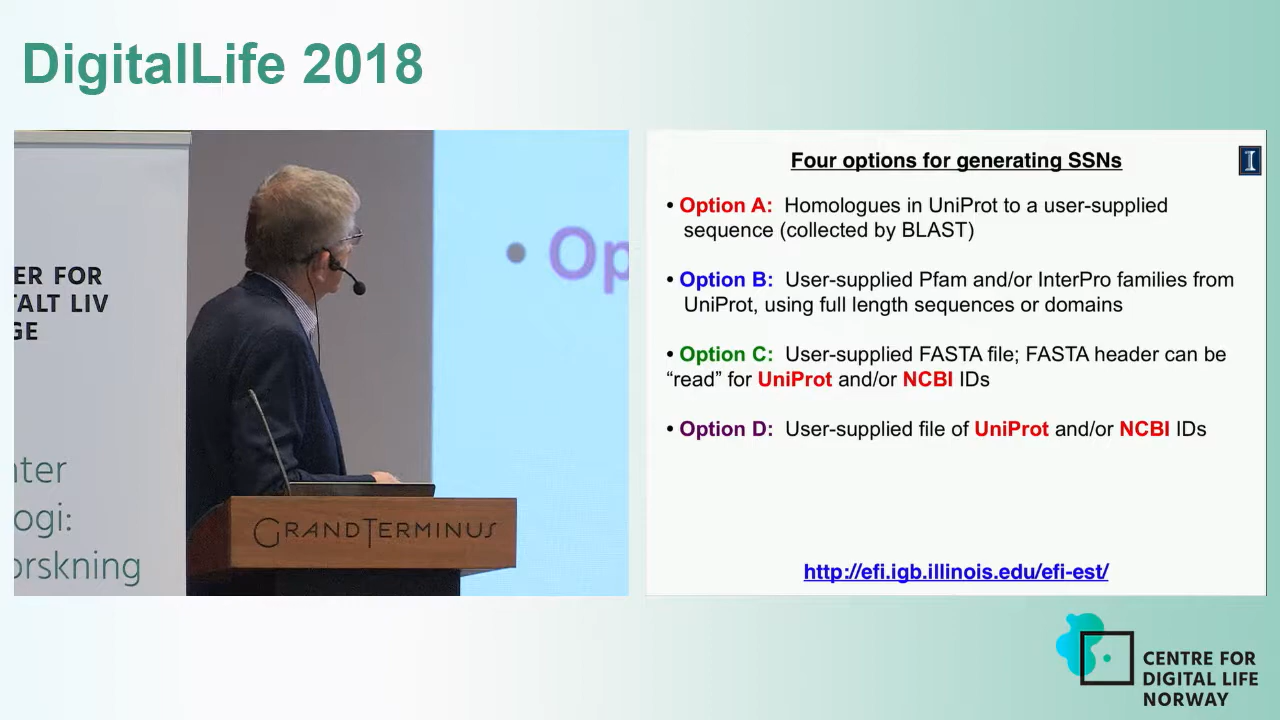 DigitalLife 2018
ER FOR
TALT LIV
GE
nter
ogi:
orskning
• Op
GRANDTERMINUS
Four options for generating SSNs
I
• Option A: Homologues in UniProt to a user-supplied
sequence (collected by BLAST)
• Option B: User-supplied Pfam and/or InterPro families from
UniProt, using full length sequences or domains
• Option C: User-supplied FASTA file; FASTA header can be
“read” for UniProt and/or NCBI IDs
• Option D: User-supplied file of UniProt and/or NCBI IDs
http://efi.igb.illinois.edu/efi-est/
CENTRE FOR
DIGITAL LIFE
NORWAY